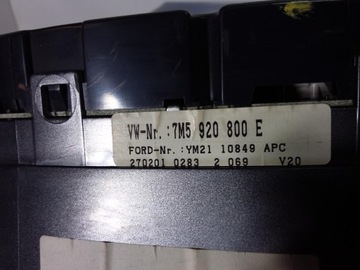 VW-Nr.:7M5 920 800 E
FORD-Nr.:YM21 10849 APC
270201 0283 2 069 V20